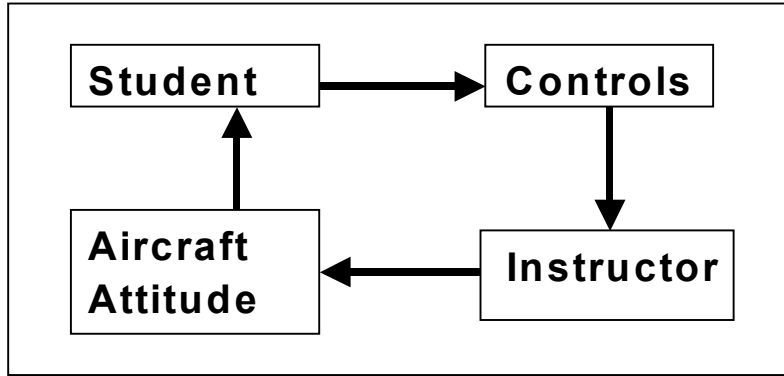 Student
Controls
Aircraft
Attitude
Instructor